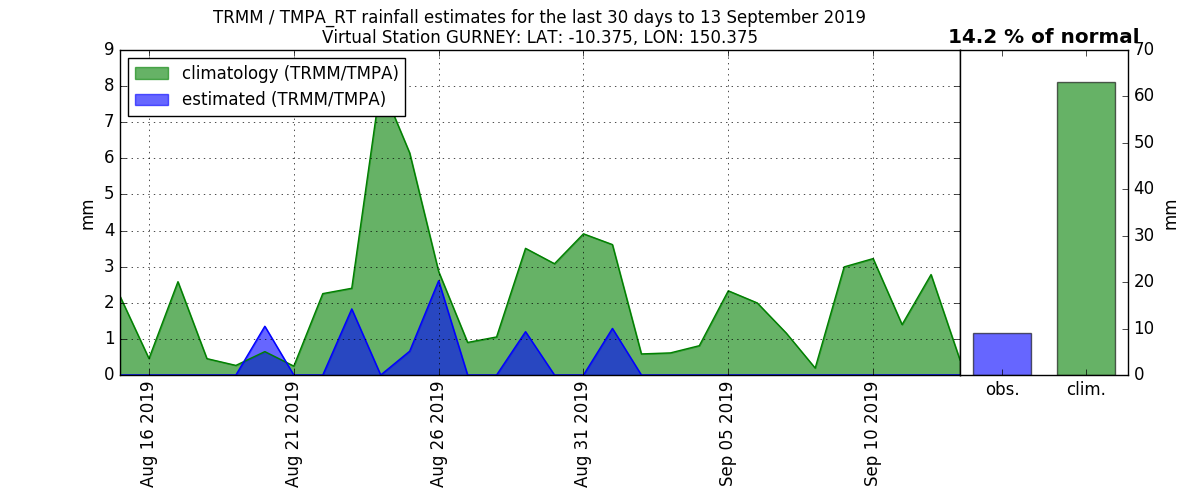 TRMM / TMPA_RT rainfall estimates for the last 30 days to 13 September 2019
Virtual Station GURNEY: LAT: -10.375, LON: 150.375
14.2 % of normal
climatology (TRMM/TMPA)
estimated (TRMM/TMPA)
9
8
7
6
5
4
3
2
1
0
mm
70
60
50
40
30
20
10
0
mm
Aug 16 2019
Aug 21 2019
Aug 26 2019
Aug 31 2019
Sep 05 2019
Sep 10 2019
obs.
clim.